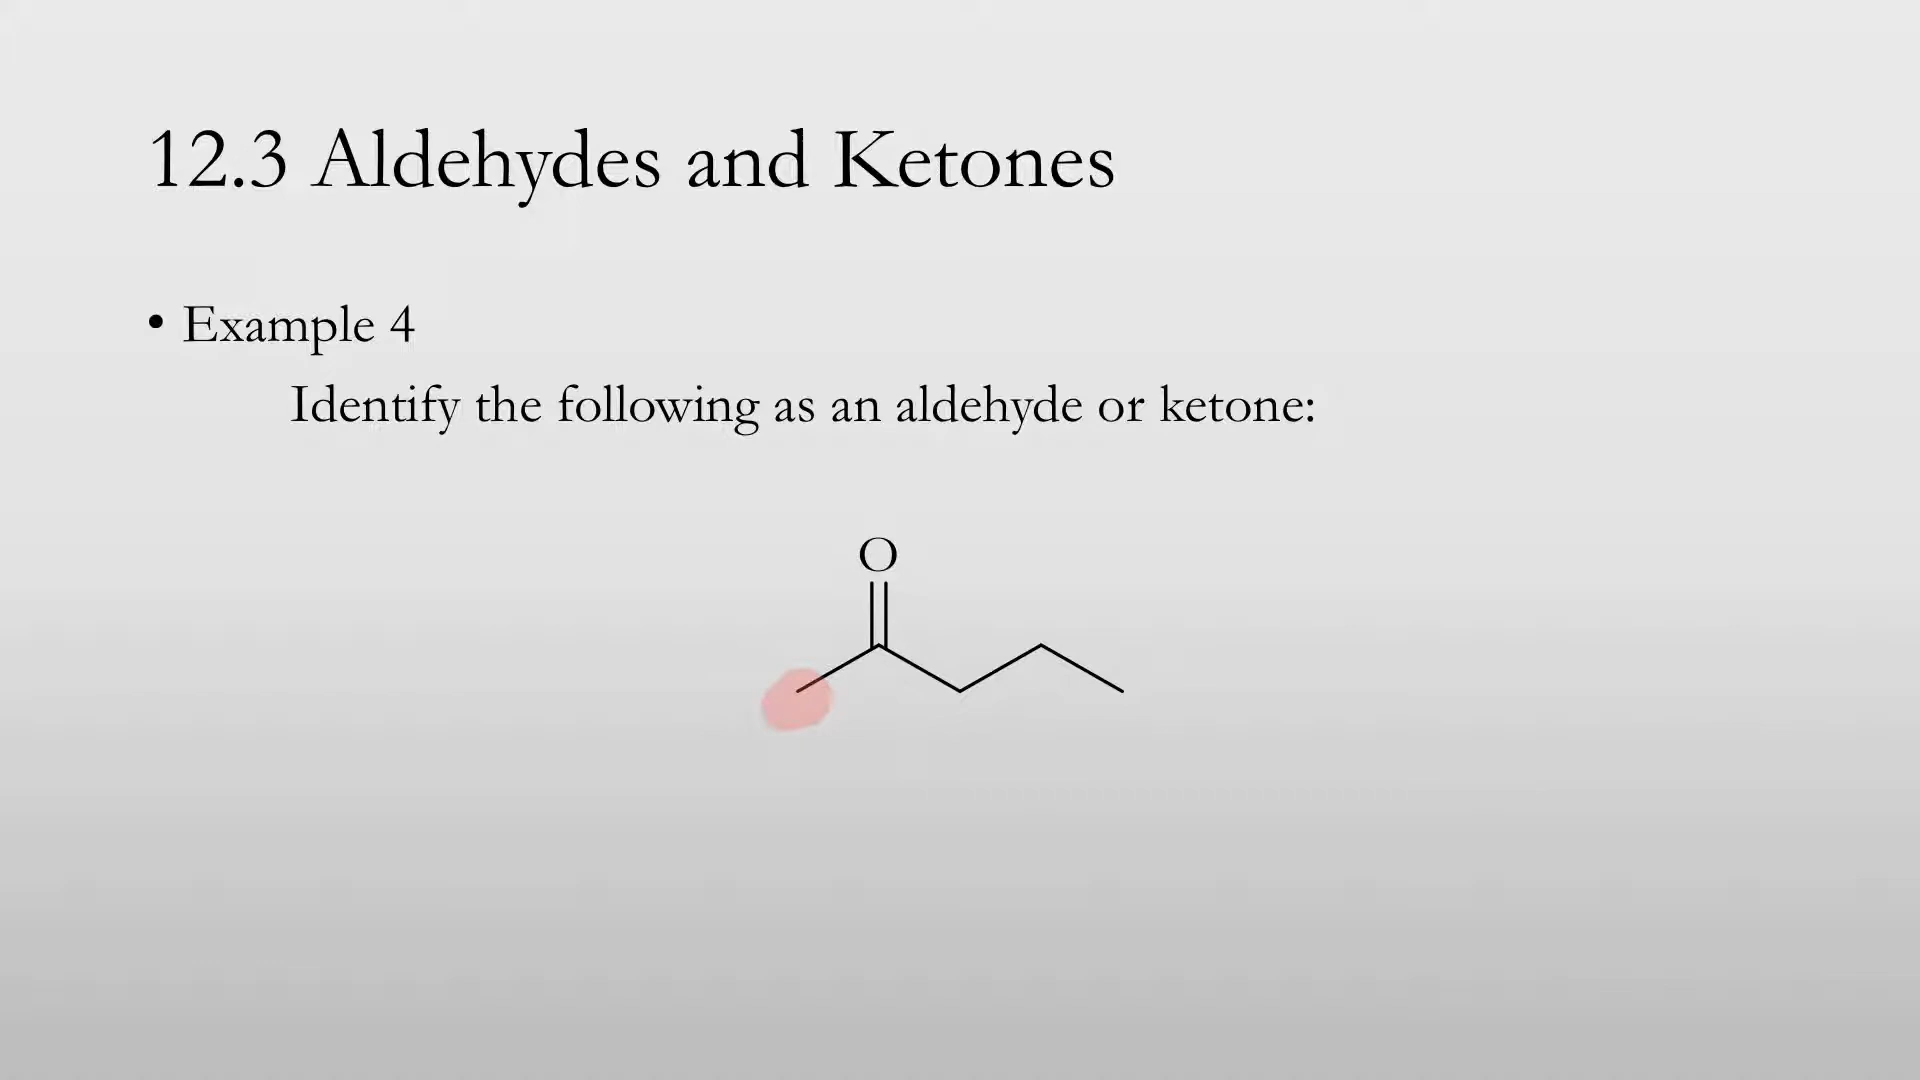 12.3 Aldehydes and Ketones
• Example 4
Identify the following as an aldehyde or ketone:
O